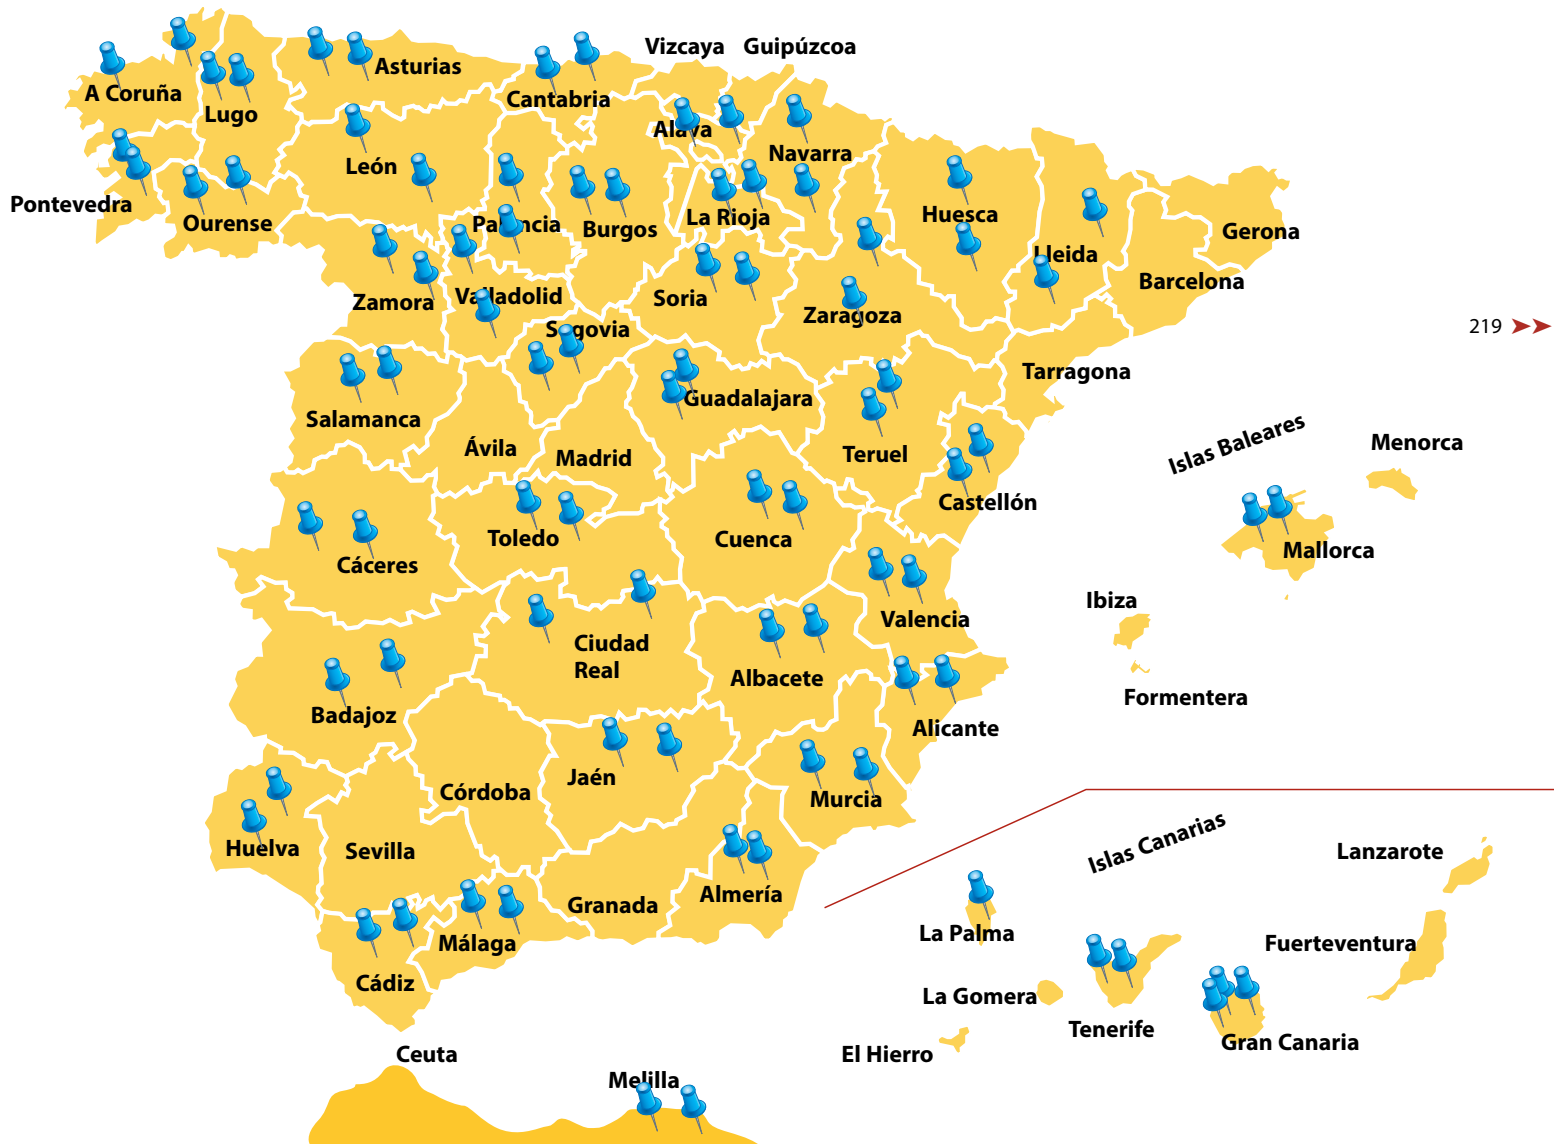 Vizcaya
Guipúzcoa
Asturias
A Coruña
Cantabria
Lugo
Alava
Navarra
León
Pontevedra
Ourense
Palencia
Burgos
La Rioja
Huesca
Gerona
Lleida
Barcelona
Zamora
Valladolid
Soria
Zaragoza
Segovia
219
Tarragona
Guadalajara
Salamanca
Ávila
Madrid
Teruel
Islas Baleares
Menorca
Castellón
Toledo
Cuenca
Mallorca
Cáceres
Ibiza
Valencia
Ciudad
Real
Albacete
Formentera
Badajoz
Alicante
Jaén
Córdoba
Murcia
Huelva
Sevilla
Islas Canarias
Lanzarote
Almería
Granada
La Palma
Málaga
Fuerteventura
Cádiz
La Gomera
Tenerife
Gran Canaria
El Hierro
Ceuta
Melilla